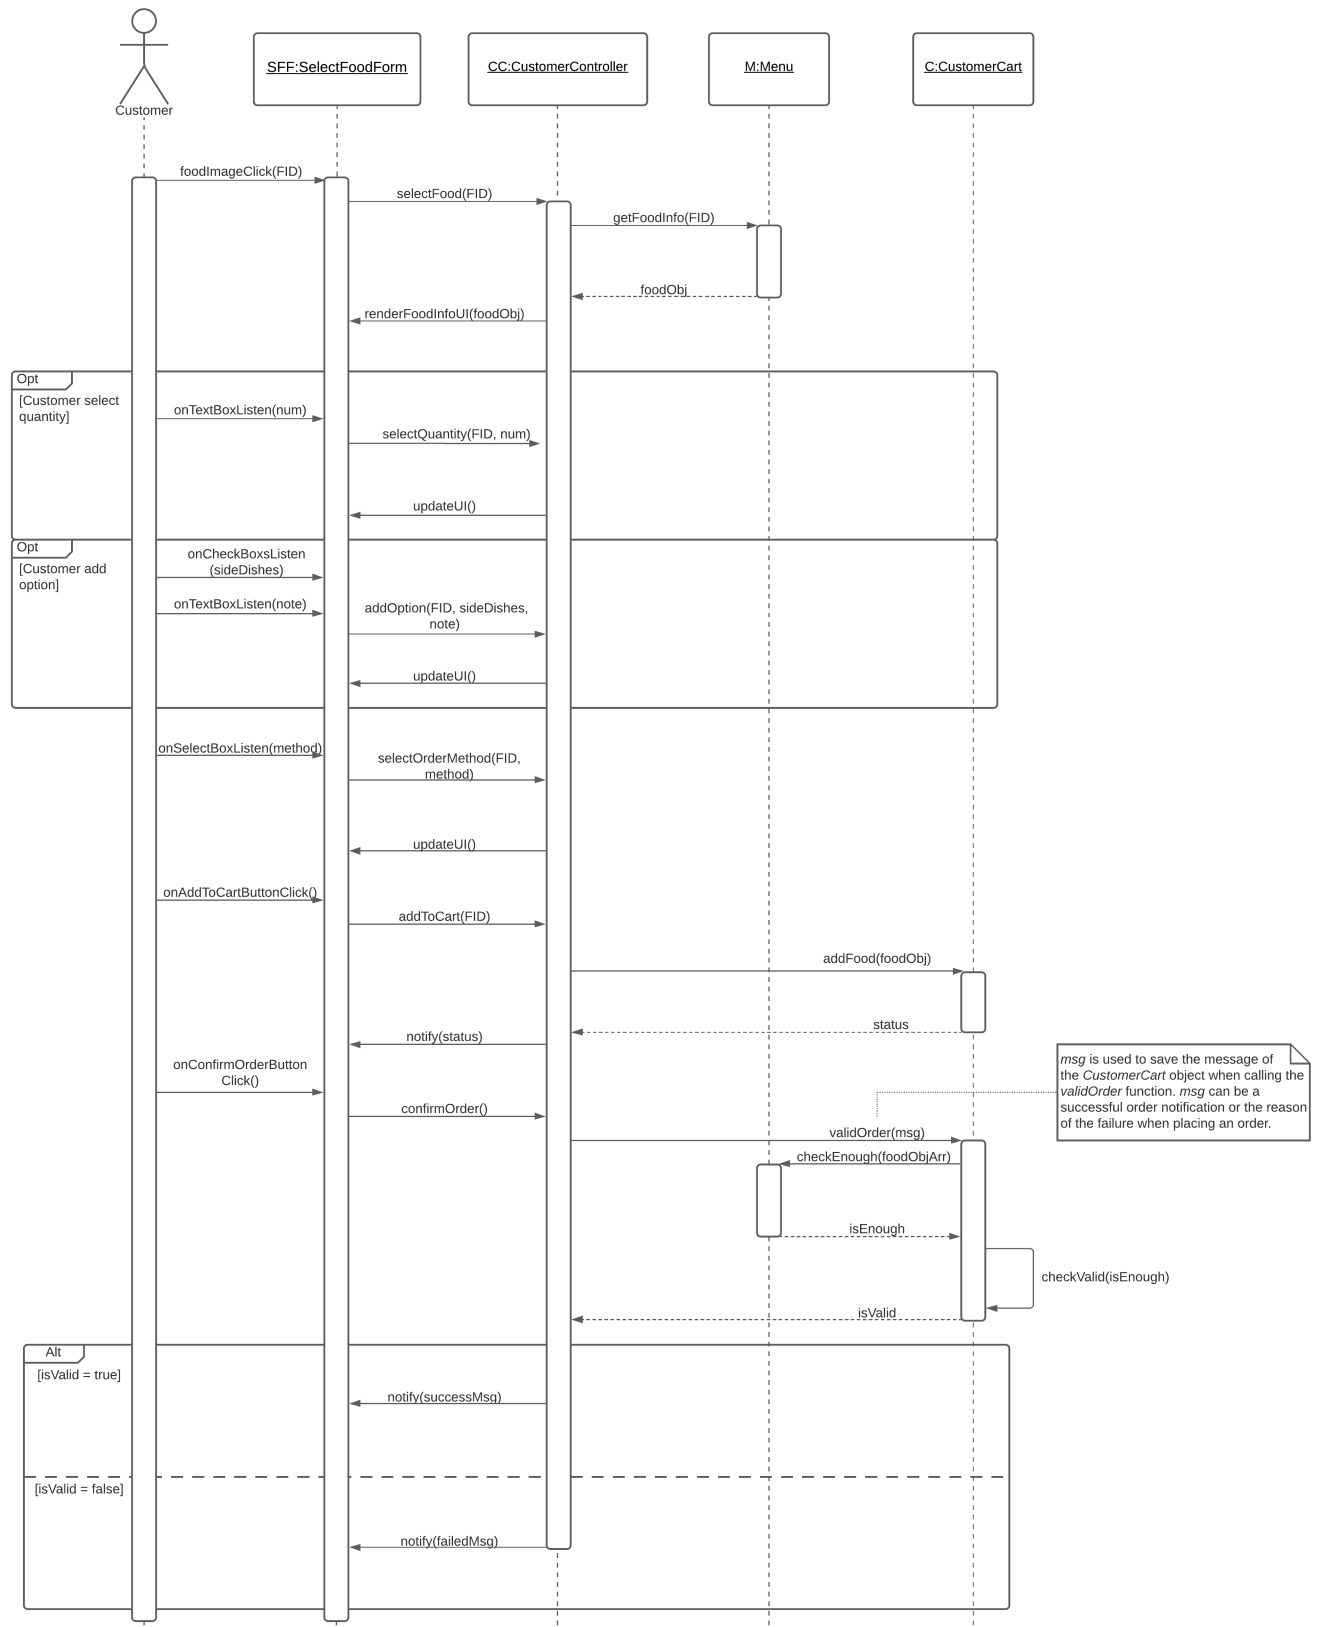 Customer
SFF:SelectFoodForm
CC:CustomerController
M:Menu
C:CustomerCart
foodImageClick(FID)
selectFood(FID)
getFoodInfo(FID)
foodObj
renderFoodInfoUI(foodObj)
Opt
[Customer select
quantity]
onTextBoxListen(num)
selectQuantity(FID, num)
updateUI()
Opt
[Customer add
option]
onCheckBoxsListen
(sideDishes)
onTextBoxListen(note)
addOption(FID, sideDishes,
note)
updateUI()
onSelectBoxListen(method)
selectOrderMethod(FID,
method)
updateUI()
onAddToCartButtonClick()
addToCart(FID)
addFood(foodObj)
status
notify(status)
onConfirmOrderButton
Click()
confirmOrder()
msg is used to save the message of
the CustomerCart object when calling the
validOrder function. msg can be a
successful order notification or the reason
of the failure when placing an order.
validOrder(msg)
checkEnough(foodObjArr)
isEnough
checkValid(isEnough)
isValid
Alt
[isValid = true]
notify(successMsg)
[isValid = false]
notify(failedMsg)